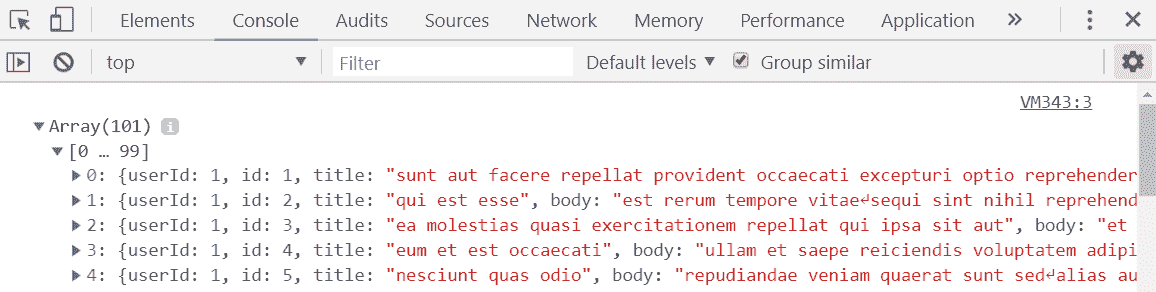 Elements Console Audits Sources Network Memory Performance Application »
top Filter Default levels Group similar
VM343:3
Array(101) i
[0 … 99]
0: {userId: 1, id: 1, title: "sunt aut facere repellat provident occaecati excepturi optio reprehender
1: {userId: 1, id: 2, title: "qui est esse", body: "est rerum tempore vitae↵sequi sint nihil reprehend
2: {userId: 1, id: 3, title: "ea molestias quasi exercitationem repellat qui ipsa sit aut", body: "et
3: {userId: 1, id: 4, title: "eum et est occaecati", body: "ullam et saepe reiciendis voluptatem adipi
4: {userId: 1, id: 5, title: "nesciunt quas odio", body: "repudiandae veniam quaerat sunt sed↵alias au